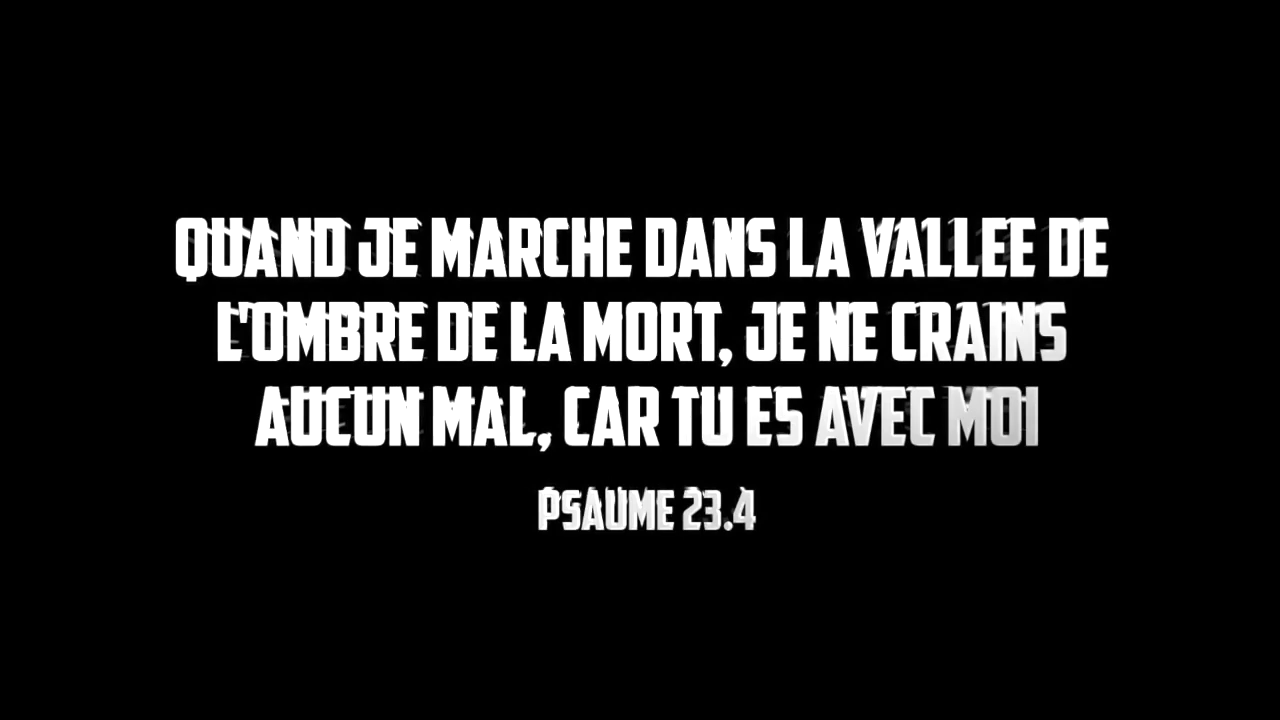 QUAND JE MARCHE DANS LA VALLEE DE
L'OMBRE DE LA MORT, JE NE CRAINS
AUCUN MAL, CAR TU ES AVEC MOI
PSAUME 23.4